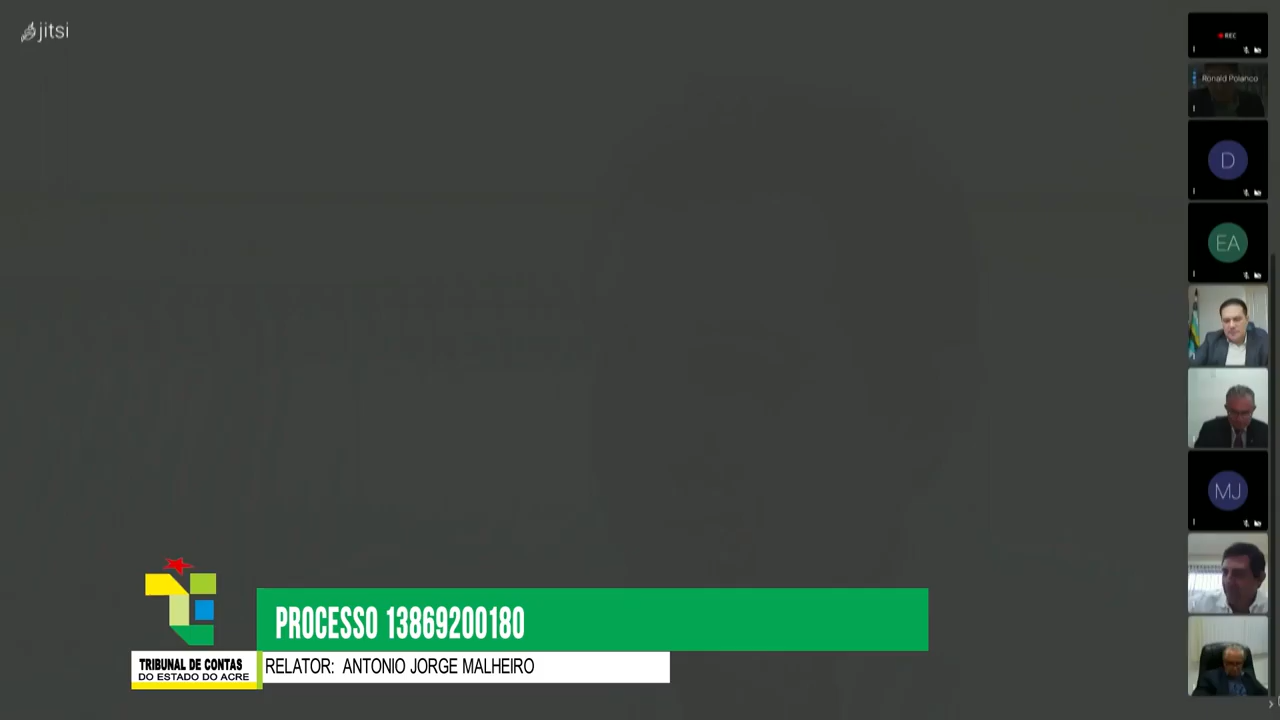 jitsi
REC
Ronald Polanco
D
EA
MJ
PROCESSO 13869200180
TRIBUNAL DE CONTAS
DO ESTADO DO ACRE
RELATOR: ANTONIO JORGE MALHEIRO